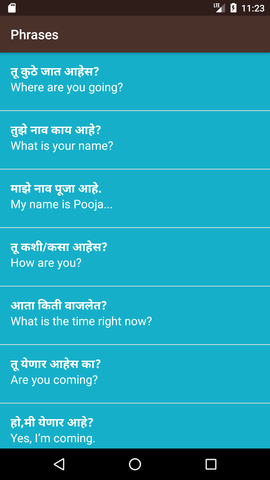 LTE 11:23
Phrases
तू कुठे जात आहेस?
Where are you going?
तुझे नाव काय आहे?
What is your name?
माझे नाव पूजा आहे.
My name is Pooja...
तू कशी/कसा आहेस?
How are you?
आता किती वाजलेत?
What is the time right now?
तू येणार आहेस का?
Are you coming?
हो,मी येणार आहे?
Yes, I'm coming.